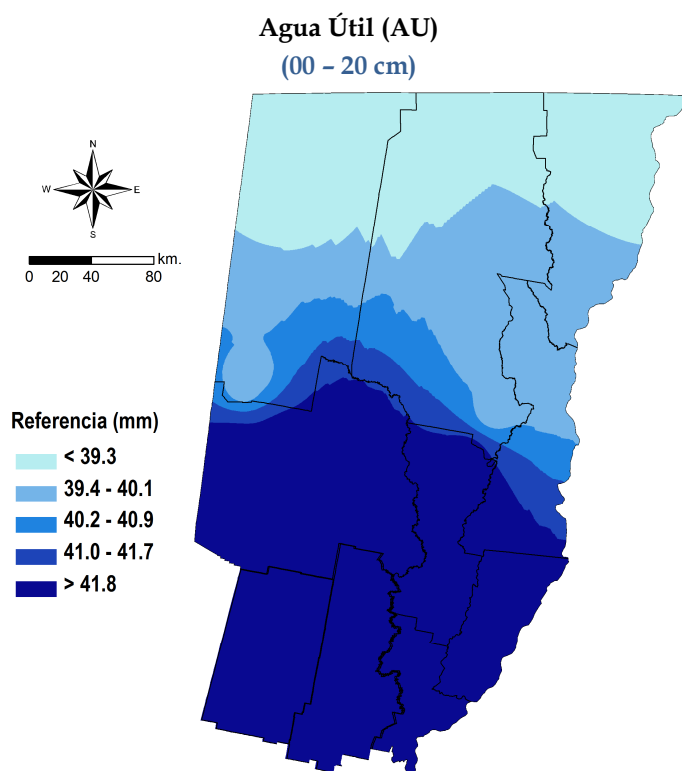 Agua Útil (AU)
(00 – 20 cm)
N
W E
S
km.
0 20 40 80
Referencia (mm)
< 39.3
39.4 - 40.1
40.2 - 40.9
41.0 - 41.7
> 41.8